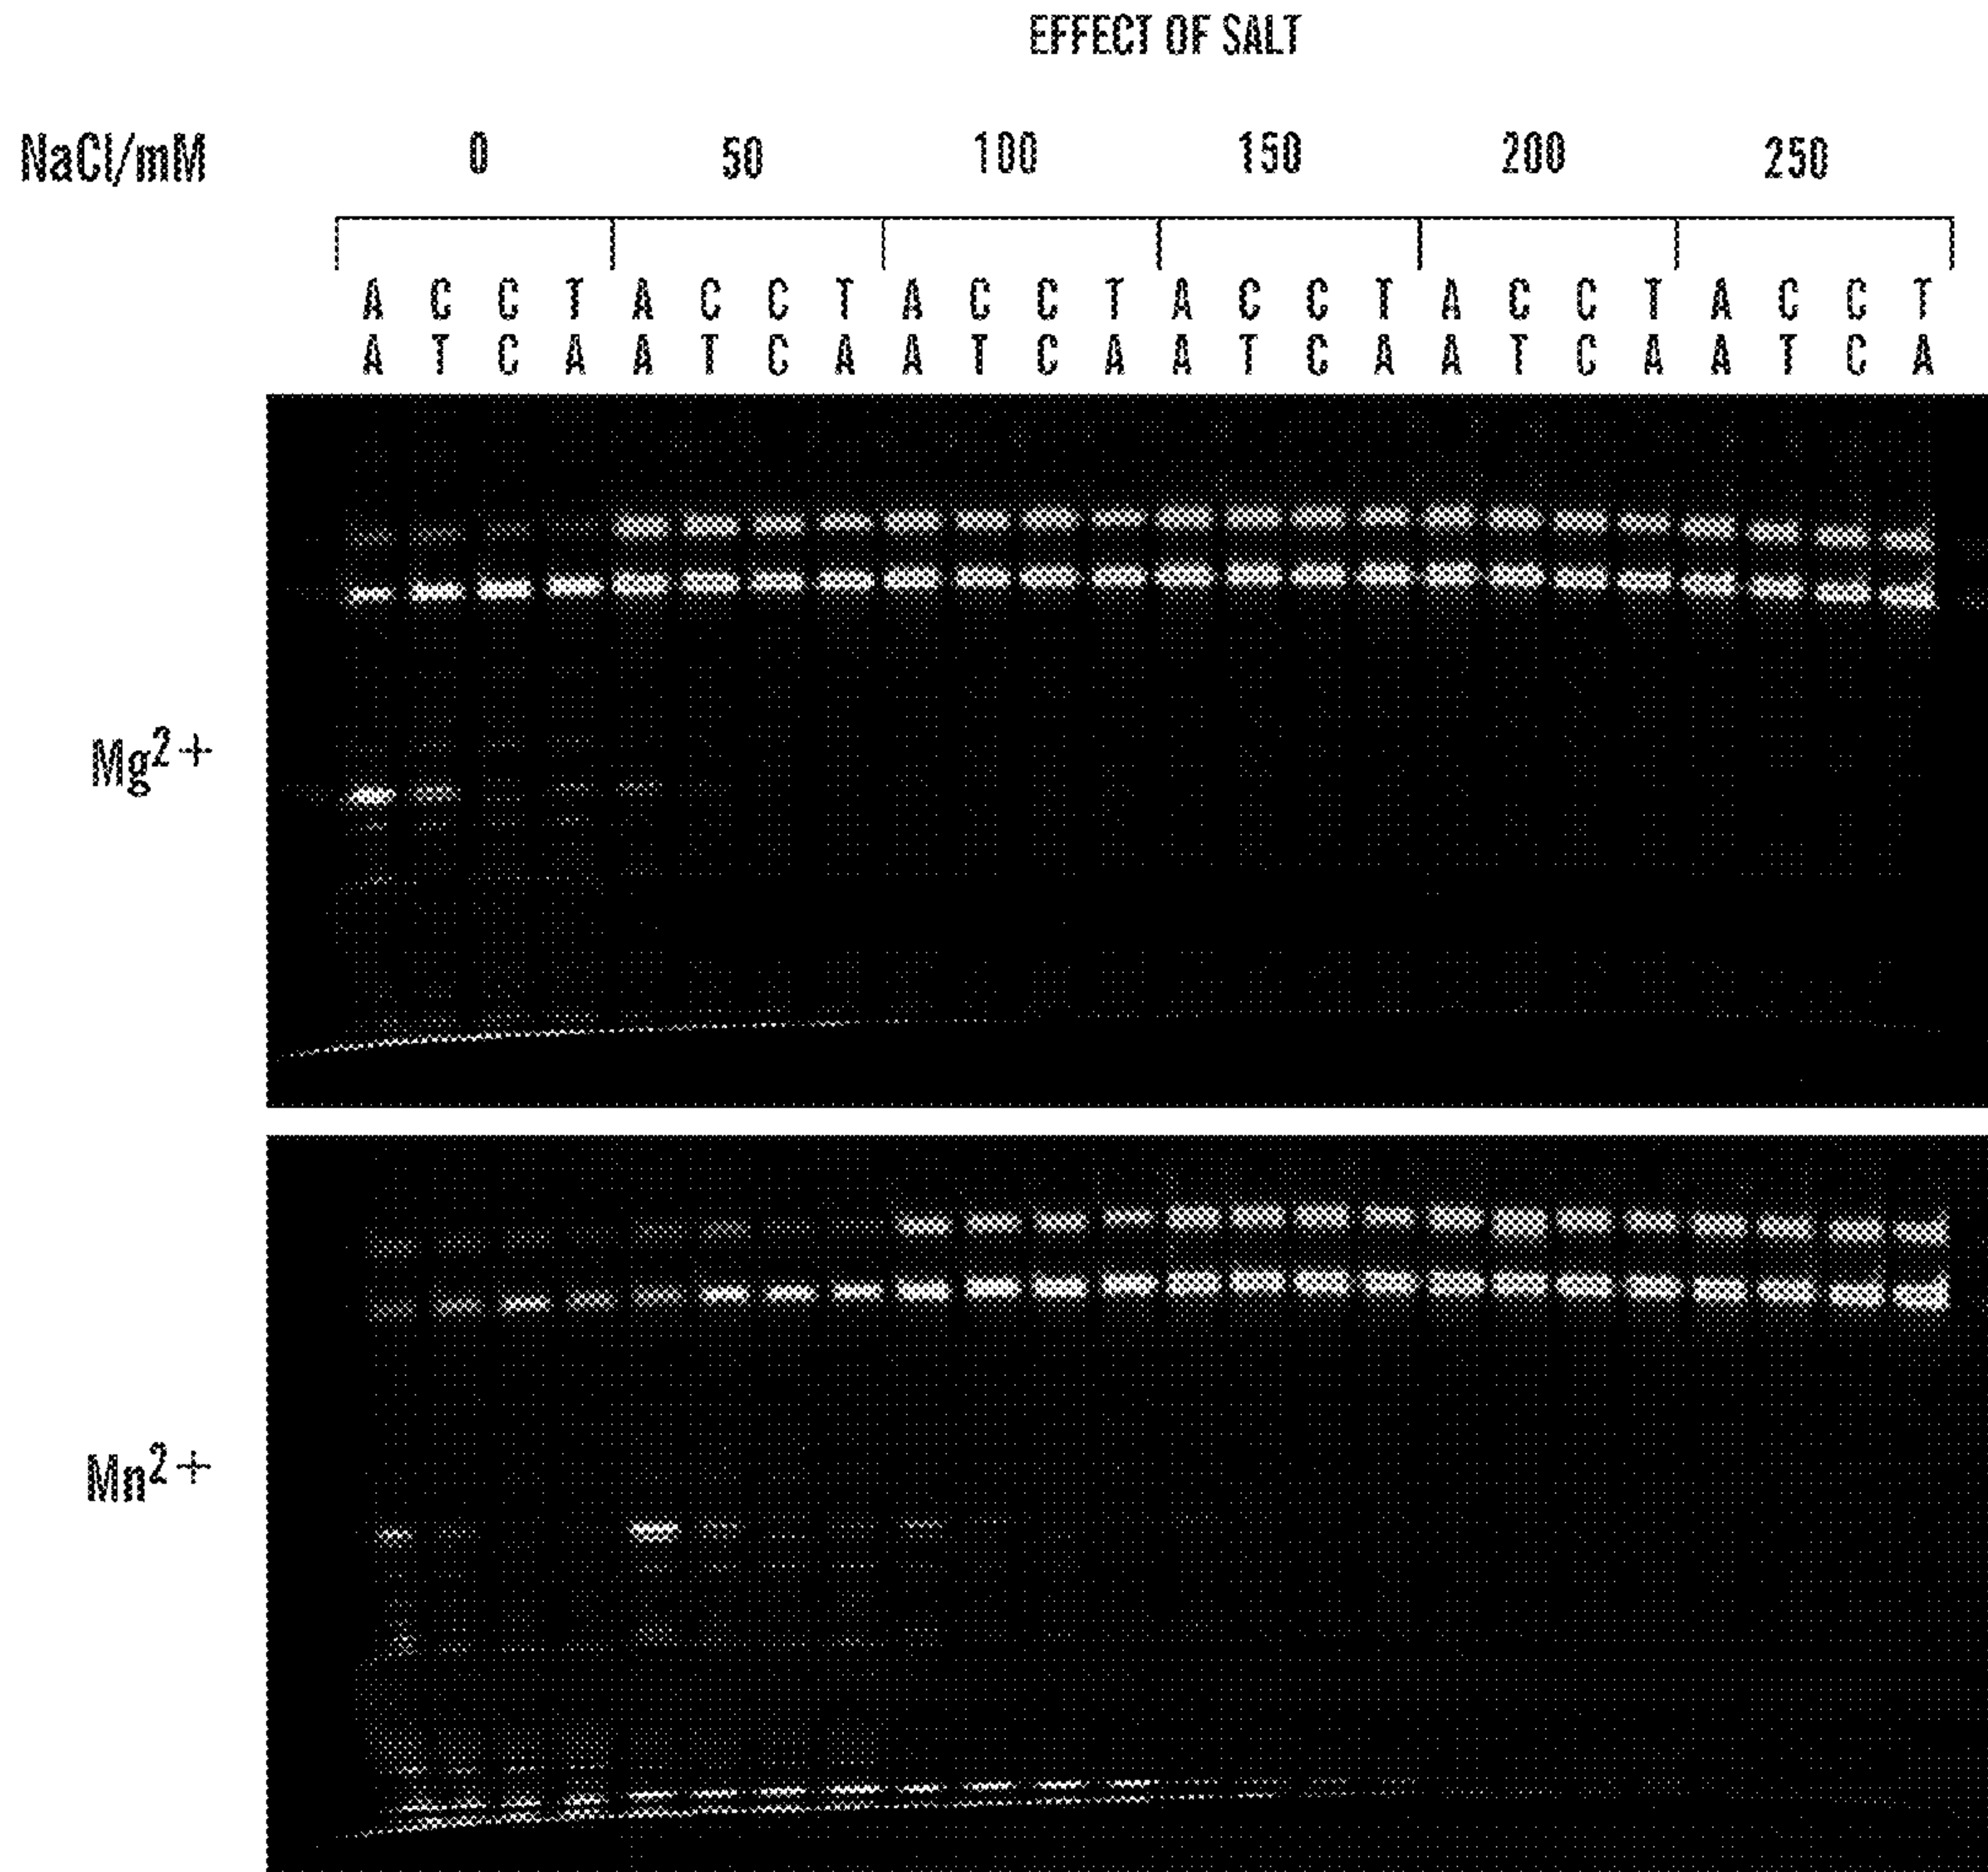 EFFECT OF SALT
NaCl/mM 0 50 100 150 200 250
A C C T A C C T A C C T A C C T A C C T A C C T
A T C A A T C A A T C A A T C A A T C A A T C A
Mg2+
Mn2+